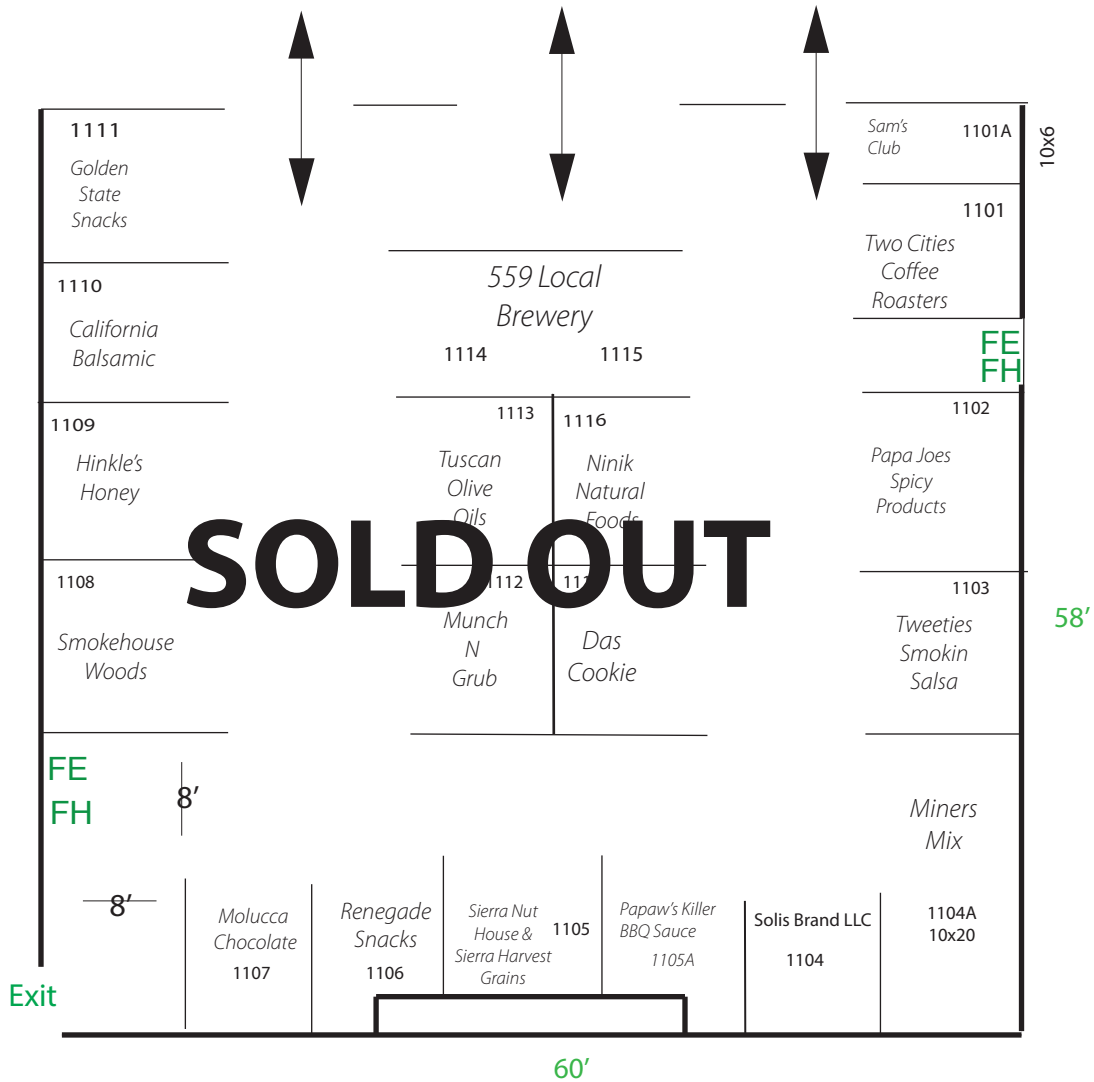 1111
Golden
State
Snacks
1110
California
Balsamic
1109
Hinkle's
Honey
1108
Smokehouse
Woods
FE
FH
8'
8'
Exit
559 Local
Brewery
1114
1115
1113
Tuscan
Olive
Oils
1116
Ninik
Natural
Foods
SOLD OUT
1112
Munch
N
Grub
Das
Cookie
Sam's
Club
1101A
10x6
1101
Two Cities
Coffee
Roasters
FE
FH
1102
Papa Joes
Spicy
Products
1103
Tweeties
Smokin
Salsa
58'
Miners
Mix
1104A
10x20
Molucca
Chocolate
1107
Renegade
Snacks
1106
Sierra Nut
House &
Sierra Harvest
Grains
1105
Papaw's Killer
BBQ Sauce
1105A
Solis Brand LLC
1104
60'